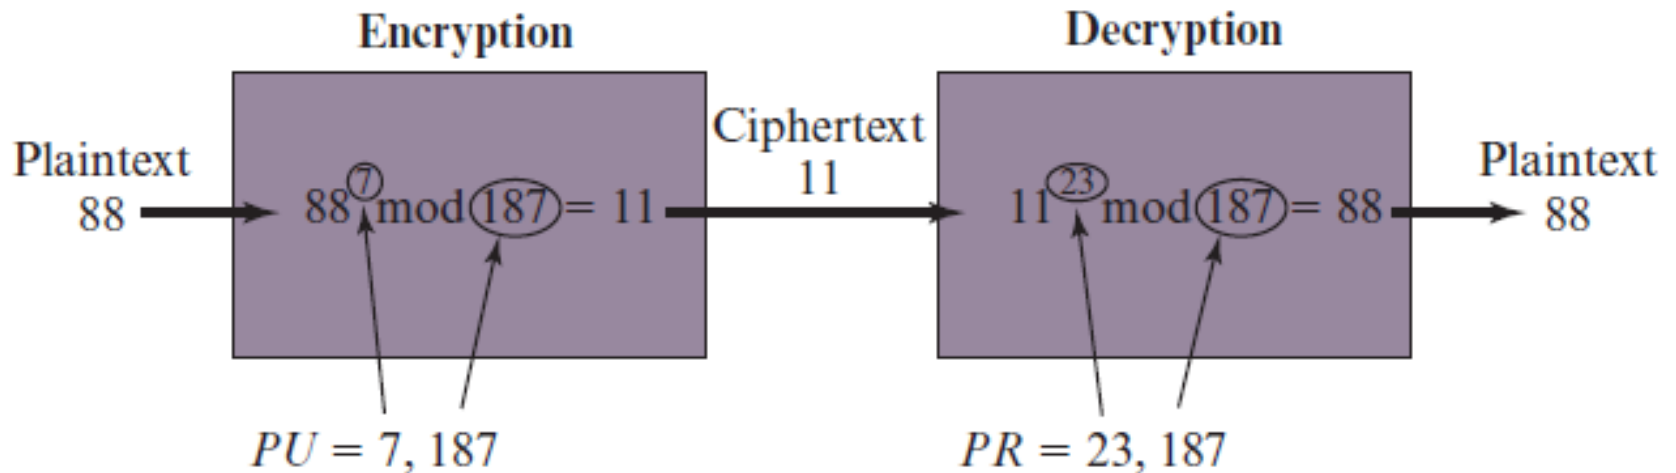 Encryption
Decryption
Plaintext
88
88^7 mod 187 = 11
Ciphertext
11
11^23 mod 187 = 88
Plaintext
88
PU = 7, 187
PR = 23, 187